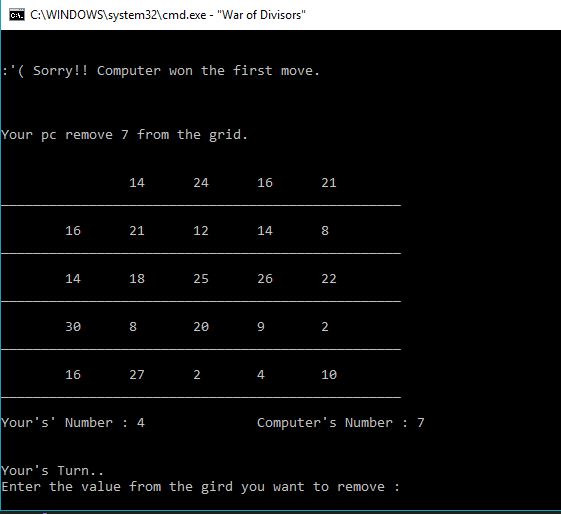 C:\WINDOWS\system32\cmd.exe - "War of Divisors"
:'( Sorry!! Computer won the first move.
Your pc remove 7 from the grid.
14 24 16 21
16 21 12 14 8
14 18 25 26 22
30 8 20 9 2
16 27 2 4 10
Your's' Number : 4 Computer's Number : 7
Your's Turn..
Enter the value from the gird you want to remove :